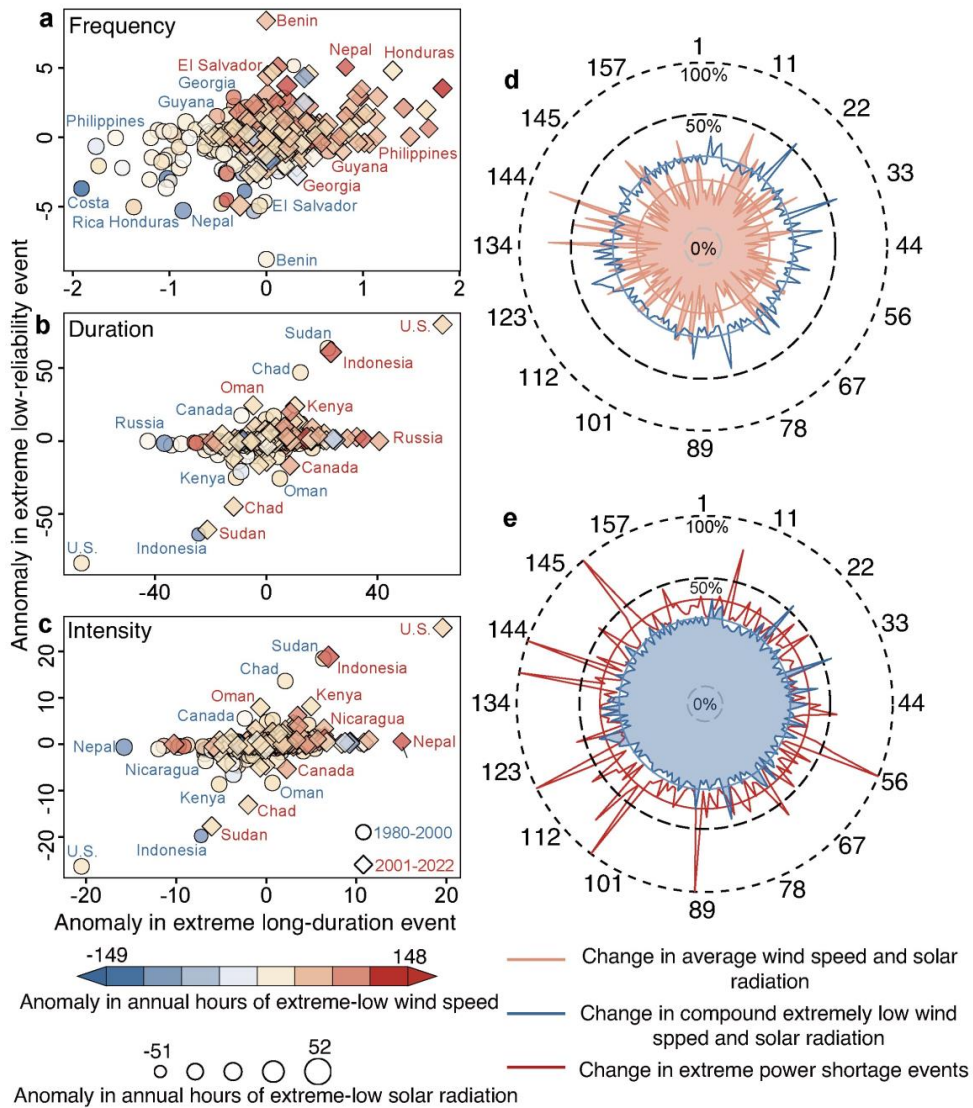 Annomaly in extreme low-reliability event
a Frequency
Benin
5
0
-5
El Salvador
Nepal
Honduras
Georgia
Guyana
Philippines
Guyana
Philippines
Georgia
Costa
Rica
Honduras
Nepal
El Salvador
Benin
-2 -1 0 1 2
b Duration
50
0
-50
Sudan
U.S.
Indonesia
Chad
Oman
Canada
Kenya
Russia
Russia
Canada
Kenya
Oman
Chad
Sudan
Indonesia
U.S.
-40 0 40
c Intensity
20
10
0
-10
-20
Sudan
U.S.
Indonesia
Chad
Oman
Kenya
Canada
Nicaragua
Nepal
Nepal
Nicaragua
Canada
Kenya
Oman
Chad
Sudan
Indonesia
U.S.
1980-2000
2001-2022
-20 -10 0 10 20
Anomaly in extreme long-duration event
-149 148
Anomaly in annual hours of extreme-low wind speed
-51 52
Anomaly in annual hours of extreme-low solar radiation
d
1
11
22
33
44
56
67
78
89
101
112
123
134
144
145
157
100%
50%
0%
e
1
11
22
33
44
56
67
78
89
101
112
123
134
144
145
157
100%
50%
0%
Change in average wind speed and solar
radiation
Change in compound extremely low wind
spped and solar radiation
Change in extreme power shortage events